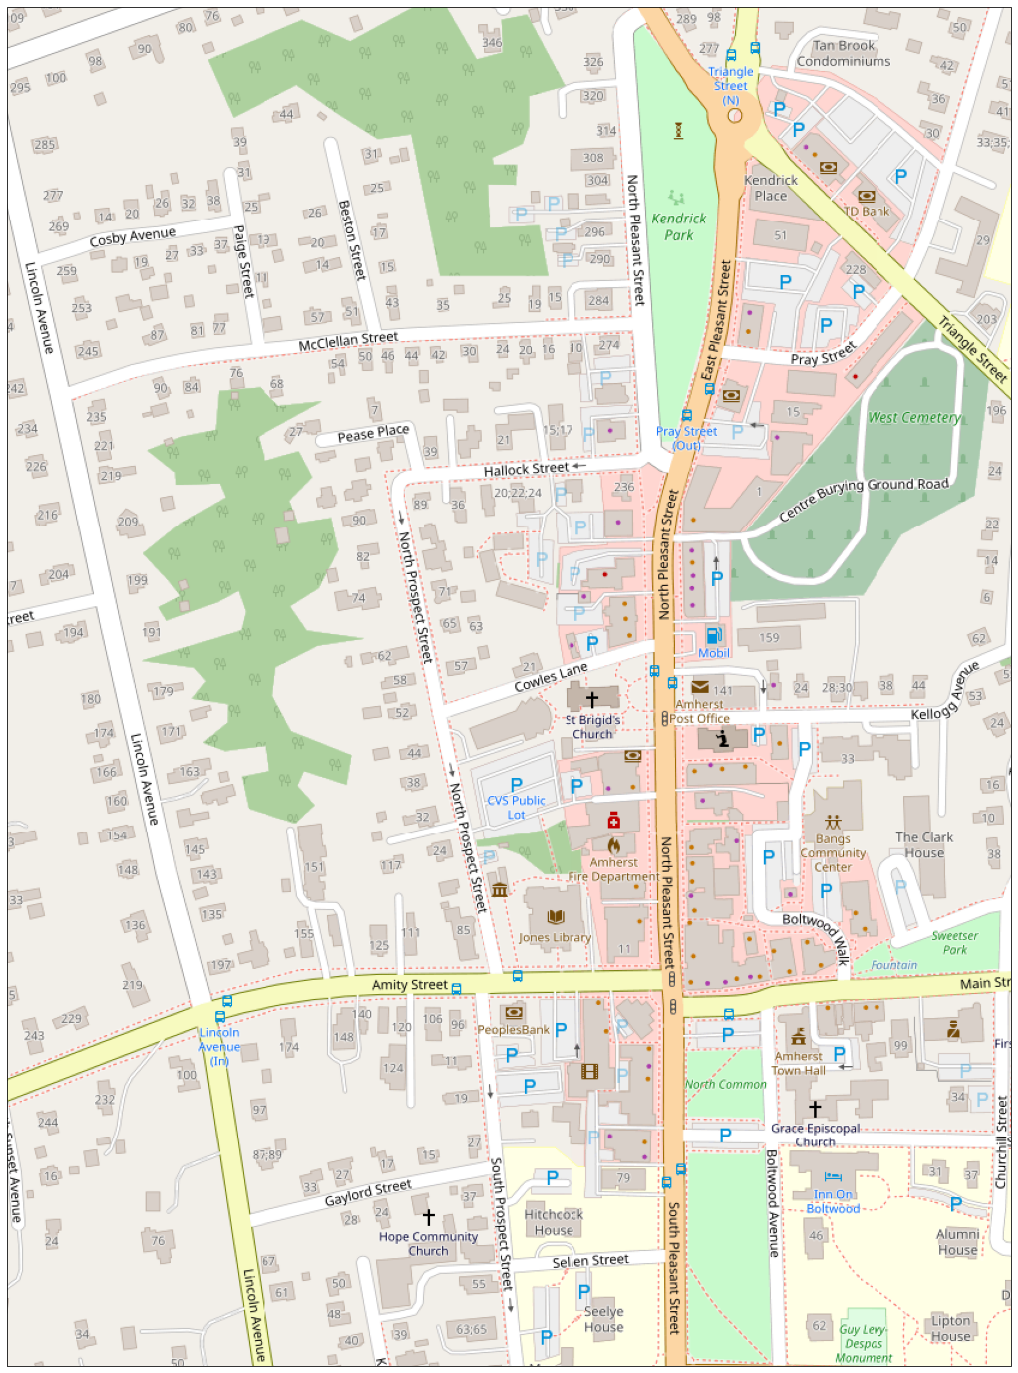 09
76
90
98
100
295
80
50
346
326
320
314
308
304
296
290
284
289
98
277
Triangle
Street
(N)
Tan Brook
Condominiums
50
42
36
30
33;35;
285
44
39
31
31
25
25
17
15
277
269
14
20
26
32
38
26
20
14
Cosby Avenue
Paige Street
Beston Street
259
19
27
33
37
11
Lincoln Avenue
North Pleasant Street
Kendrick
Park
Kendrick
Place
TD Bank
51
228
29
East Pleasant Street
245
87
81
77
57
51
43
35
25
19
15
McClellan Street
203
Triangle Street
Pray Street
242
234
226
216
204
90
76
68
54
50
46
44
42
30
24
20
16
10
274
235
221
219
209
199
27
7
Pease Place
39
21
15;17
Pray Street
(Out)
15
West Cemetery
196
24
22
14
6
Hallock Street
89
36
20;22;24
236
1
Centre Burying Ground Road
90
82
74
71
65
63
North Prospect Street
North Pleasant Street
Mobil
159
194
191
180
179
174
171
166
163
160
154
145
148
143
135
136
62
58
52
57
21
Cowles Lane
St Brigid's
Church
141
Amherst
Post Office
24
28;30
38
44
62
53
24
Kellogg Avenue
Lincoln Avenue
44
38
32
24
117
CVS Public
Lot
33
16
10
38
Bangs
Community
Center
The Clark
House
Amherst
Fire Department
North Prospect Street
North Pleasant Street
151
155
125
111
85
Jones Library
11
Boltwood Walk
Sweetser
Park
Fountain
197
219
243
Amity Street
Main Str
Lincoln
Avenue
(In)
174
148
140
120
106
96
124
11
19
PeoplesBank
Amherst
Town Hall
99
34
North Common
Grace Episcopal
Church
Churchill Street
100
232
244
97
87;89
16
76
33
27
17
15
27
37
Gaylord Street
28
24
Hope Community
Church
79
Hitchcock
House
Inn On
Boltwood
31
37
46
Alumni
House
South Prospect Street
South Pleasant Street
Boltwood Avenue
Lincoln Avenue
67
61
50
48
40
39
55
63;65
34
50
Sellen Street
Seelye
House
62
Guy Levy-
Despas
Monument
Lipton
House